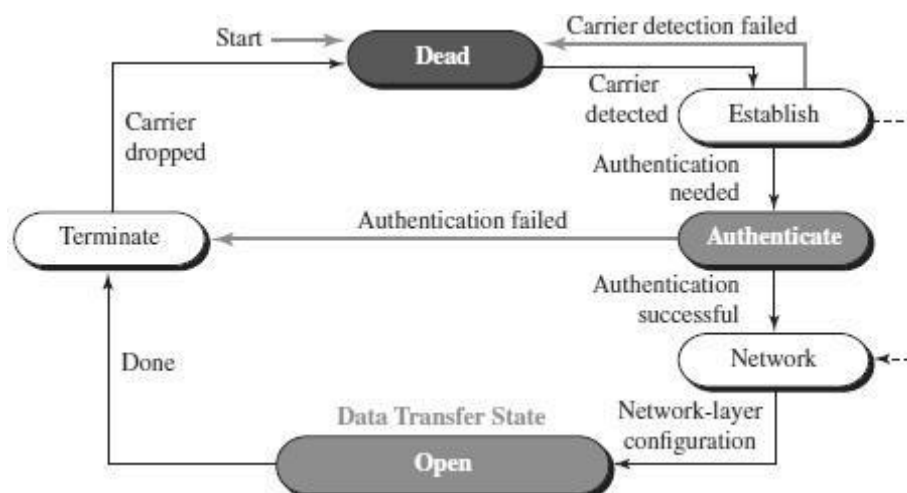 Start
Carrier detection failed
Dead
Carrier
detected
Establish
Carrier
dropped
Authentication
needed
Terminate
Authentication failed
Authenticate
Authentication
successful
Done
Network
Data Transfer State
Network-layer
configuration
Open